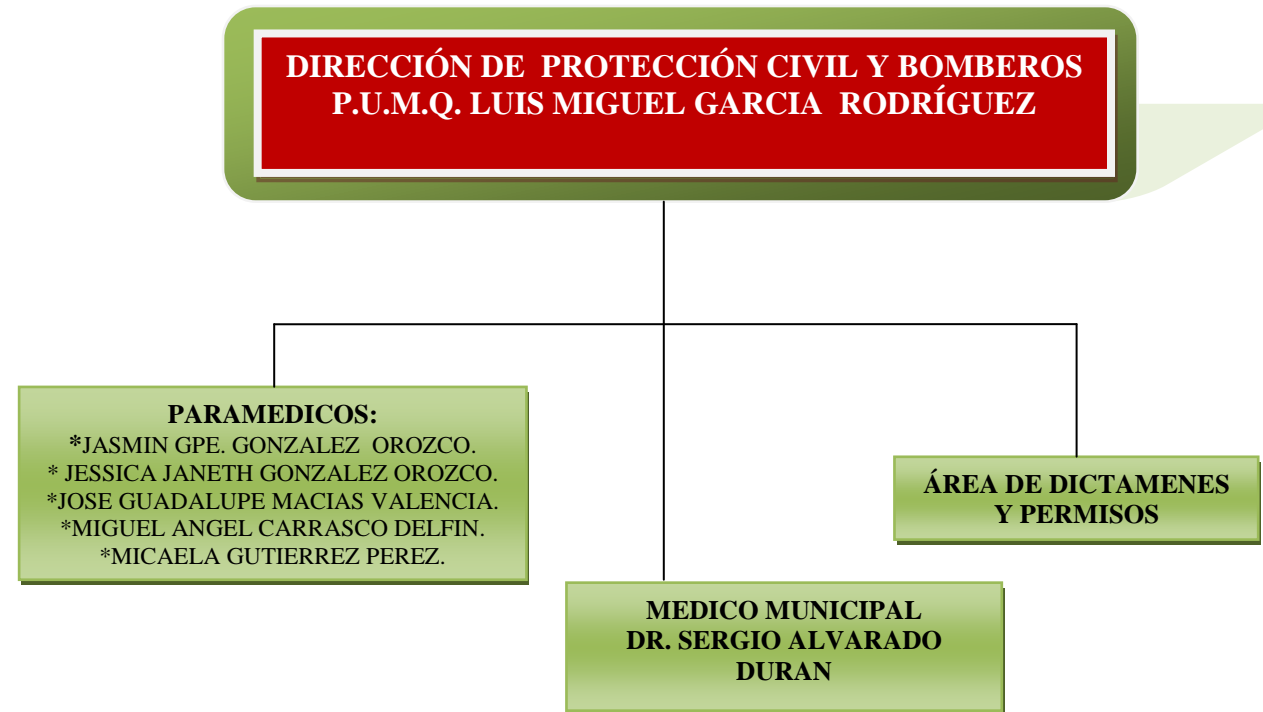 DIRECCIÓN DE PROTECCIÓN CIVIL Y BOMBEROS
P.U.M.Q. LUIS MIGUEL GARCIA RODRÍGUEZ
PARAMEDICOS:
*JASMIN GPE. GONZALEZ OROZCO.
* JESSICA JANETH GONZALEZ OROZCO.
*JOSE GUADALUPE MACIAS VALENCIA.
*MIGUEL ANGEL CARRASCO DELFIN.
*MICAELA GUTIERREZ PEREZ.
ÁREA DE DICTAMENES
Y PERMISOS
MEDICO MUNICIPAL
DR. SERGIO ALVARADO
DURAN